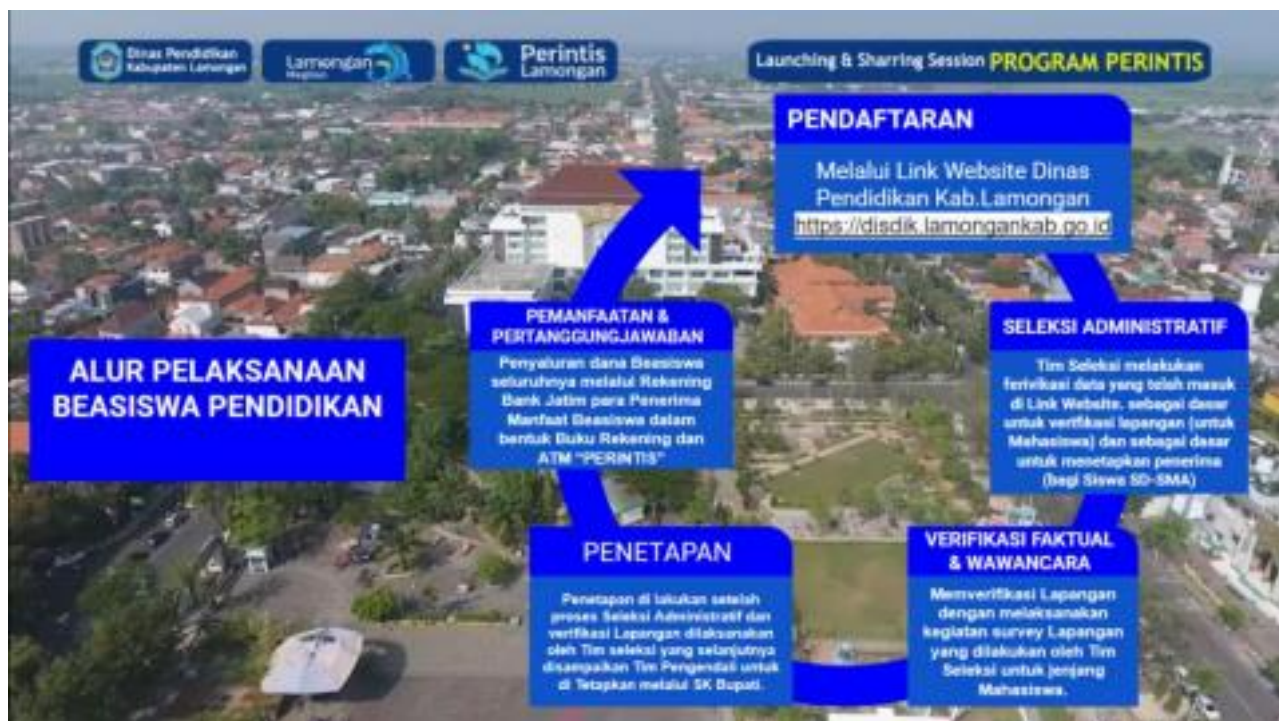 Dinas Pendidikan
Kabupaten Lamongan
Lamongan
Megilan
Perintis
Lamongan
Launching & Sharring Session PROGRAM PERINTIS
PENDAFTARAN
Melalui Link Website Dinas
Pendidikan Kab.Lamongan
https://disdik.lamongankab.go.id
SELEKSI ADMINISTRATIF
Tim Seleksi melakukan
ferivikasi data yang telah masuk
di Link Website. sebagai dasar
untuk verifikasi lapangan (untuk
Mahasiswa) dan sebagai dasar
untuk menetapkan penerima
(bagi Siswa SD-SMA)
VERIFIKASI FAKTUAL
& WAWANCARA
Memverifikasi Lapangan
dengan melaksanakan
kegiatan survey Lapangan
yang dilakukan oleh Tim
Seleksi untuk jenjang
Mahasiswa.
PENETAPAN
Penetapan di lakukan setelah
proses Seleksi Administratif dan
verifikasi Lapangan dilaksanakan
oleh Tim seleksi yang selanjutnya
disampaikan Tim Pengendali untuk
di Tetapkan melalui SK Bupati.
PEMANFAATAN &
PERTANGGUNGJAWABAN
Penyaluran dana Beasiswa
seluruhnya melalui Rekening
Bank Jatim para Penerima
Manfaat Beasiswa dalam
bentuk Buku Rekening dan
ATM "PERINTIS"
ALUR PELAKSANAAN
BEASISWA PENDIDIKAN